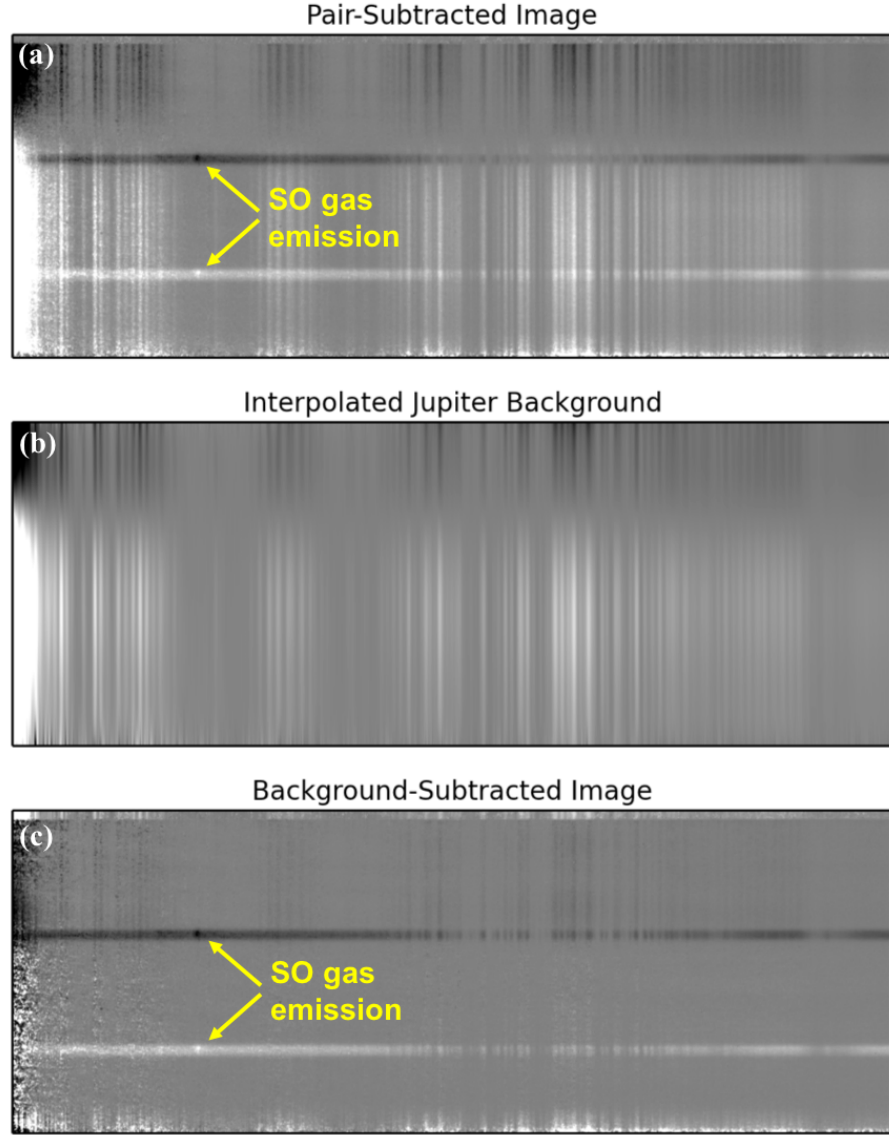 Pair-Subtracted Image
(a)
SO gas
emission
Interpolated Jupiter Background
(b)
Background-Subtracted Image
(c)
SO gas
emission